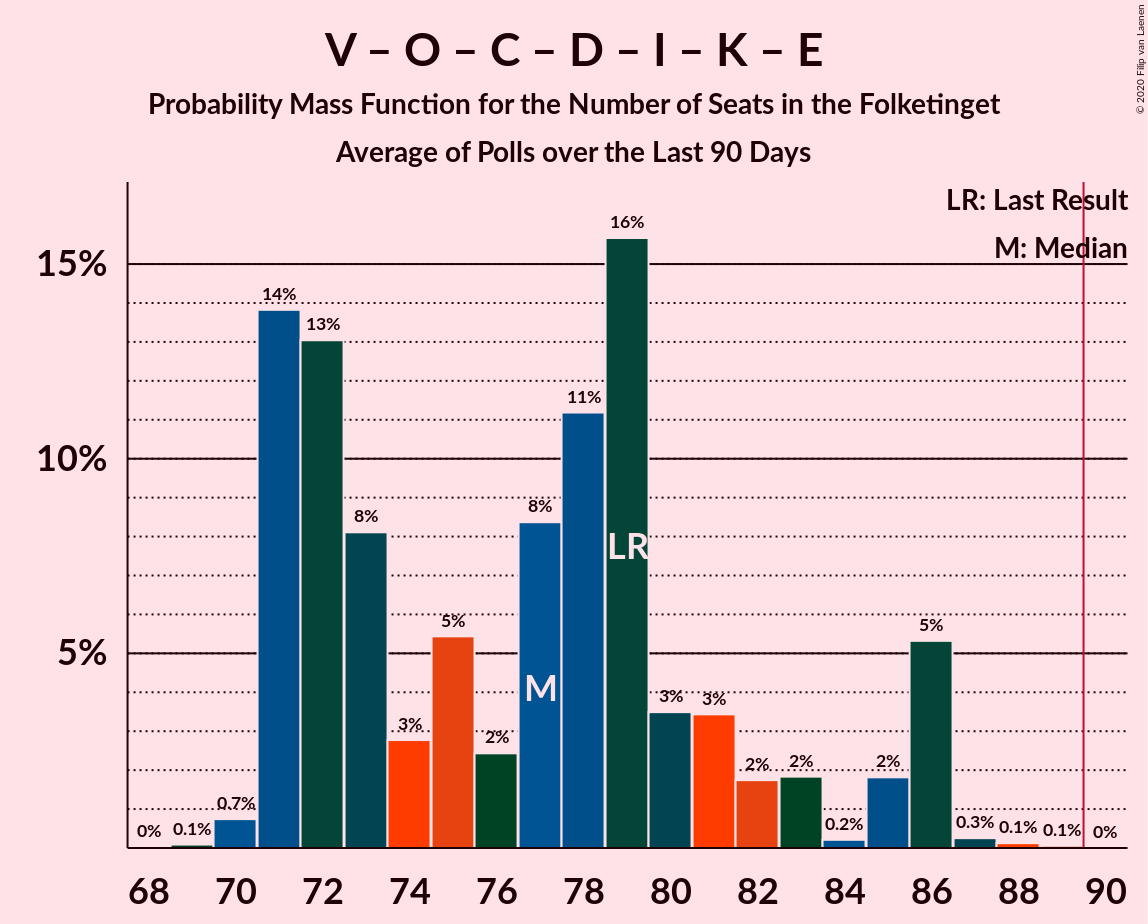 V – O – C – D – I – K – E
Probability Mass Function for the Number of Seats in the Folketinget
Average of Polls over the Last 90 Days
© 2020 Filip van Laenen
LR: Last Result
M: Median
15%
10%
5%
0%
0.1%
0.7%
14%
13%
8%
3%
5%
2%
8%
11%
16%
3%
3%
2%
2%
0.2%
2%
5%
0.3%
0.1%
0.1%
0%
M
LR
68 70 72 74 76 78 80 82 84 86 88 90